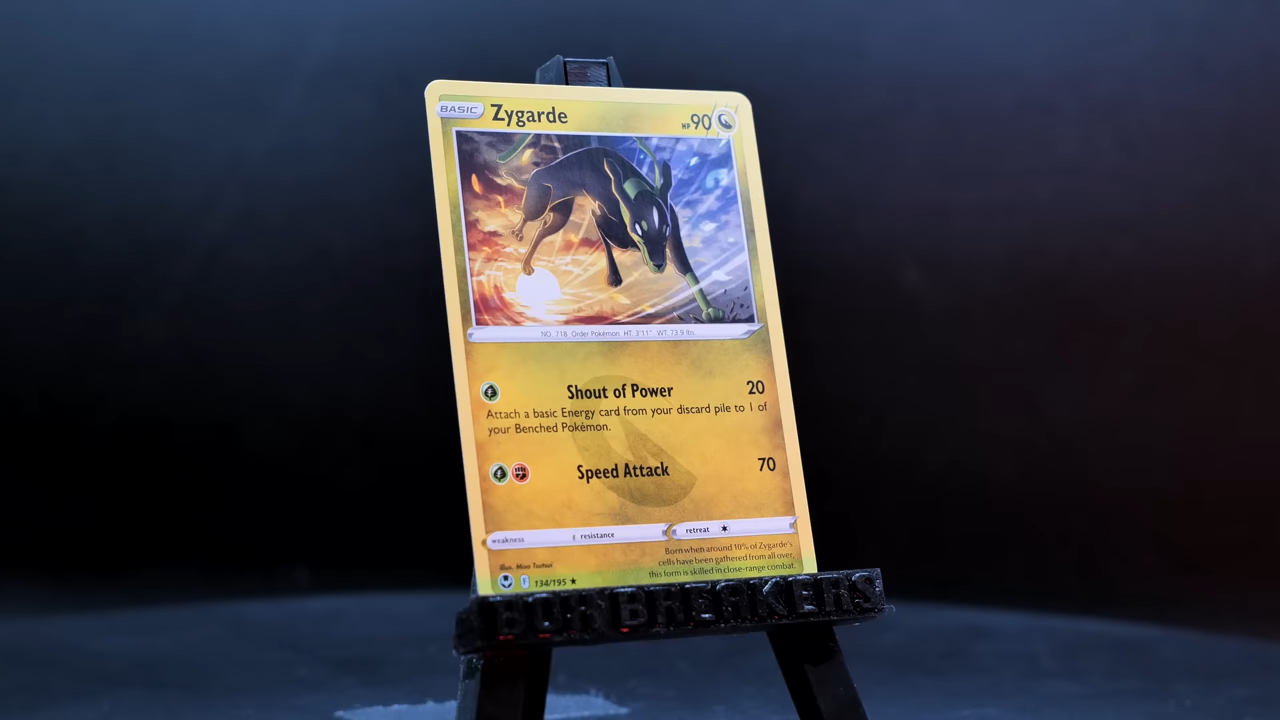 BASIC Zygarde HP 90
NO. 718 Order Pokémon HT. 3'11" WT. 73.9 lbs.
Shout of Power 20
Attach a basic Energy card from your discard pile to 1 of
your Benched Pokémon.
Speed Attack 70
weakness resistance retreat
Born when around 10% of Zygarde's
cells have been gathered from all over,
this form is skilled in close-range combat.
Illus. Miao Tsutsui
F 134/195 ★
BOXBREAKERS